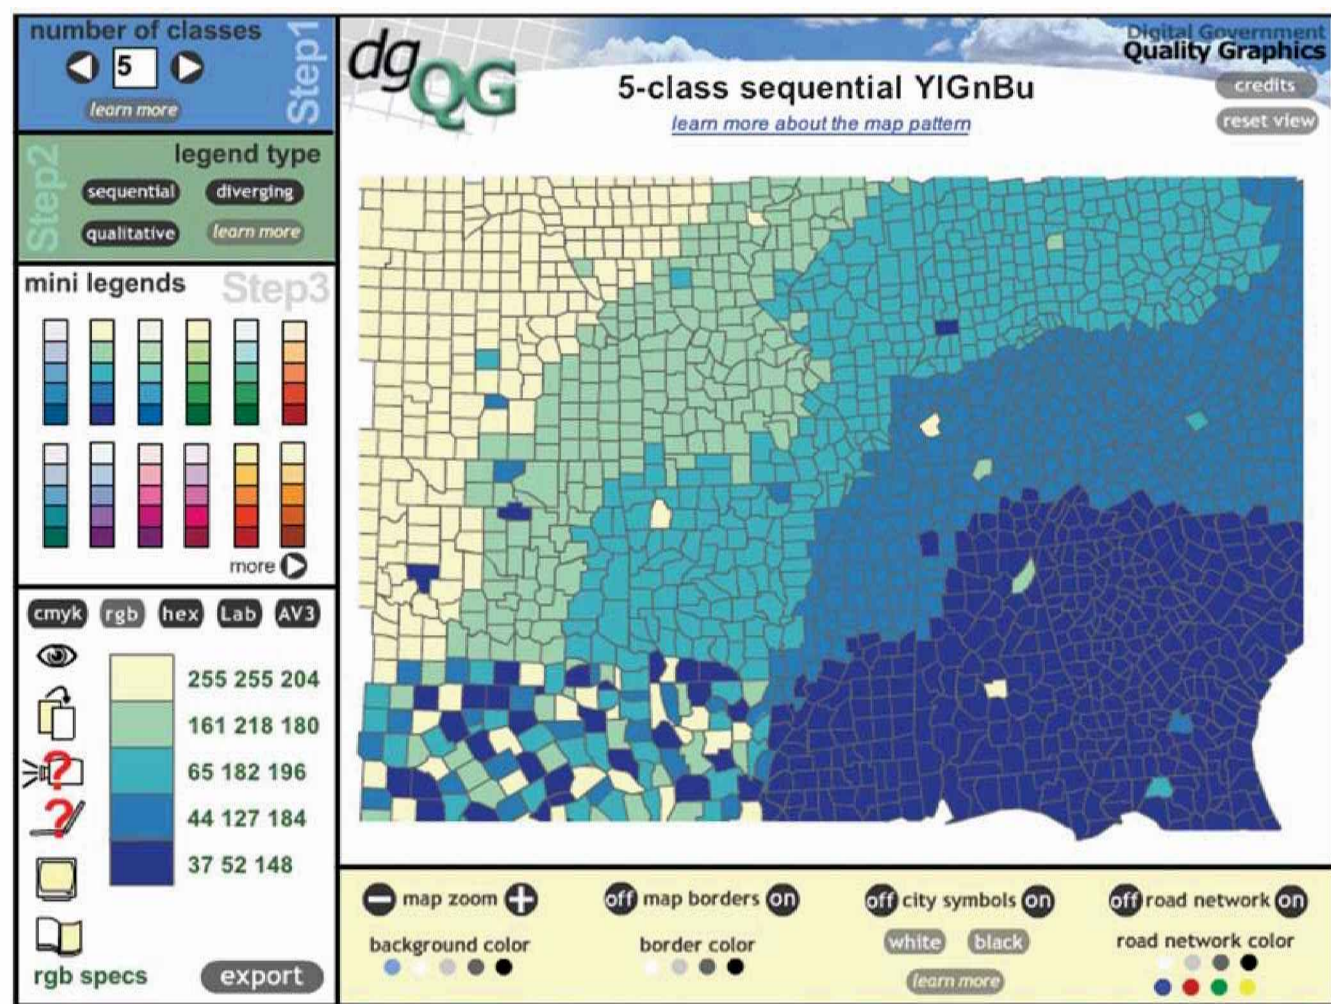 number of classes
5
learn more
Step1
Step2
legend type
sequential
diverging
qualitative
learn more
mini legends
Step3
more
cmyk
rgb
hex
Lab
AV3
255 255 204
161 218 180
65 182 196
44 127 184
37 52 148
?
?
rgb specs
export
dg
QG
5-class sequential YlGnBu
learn more about the map pattern
Digital Government
Quality Graphics
credits
reset view
map zoom
background color
off map borders on
border color
off city symbols on
white
black
learn more
off road network on
road network color